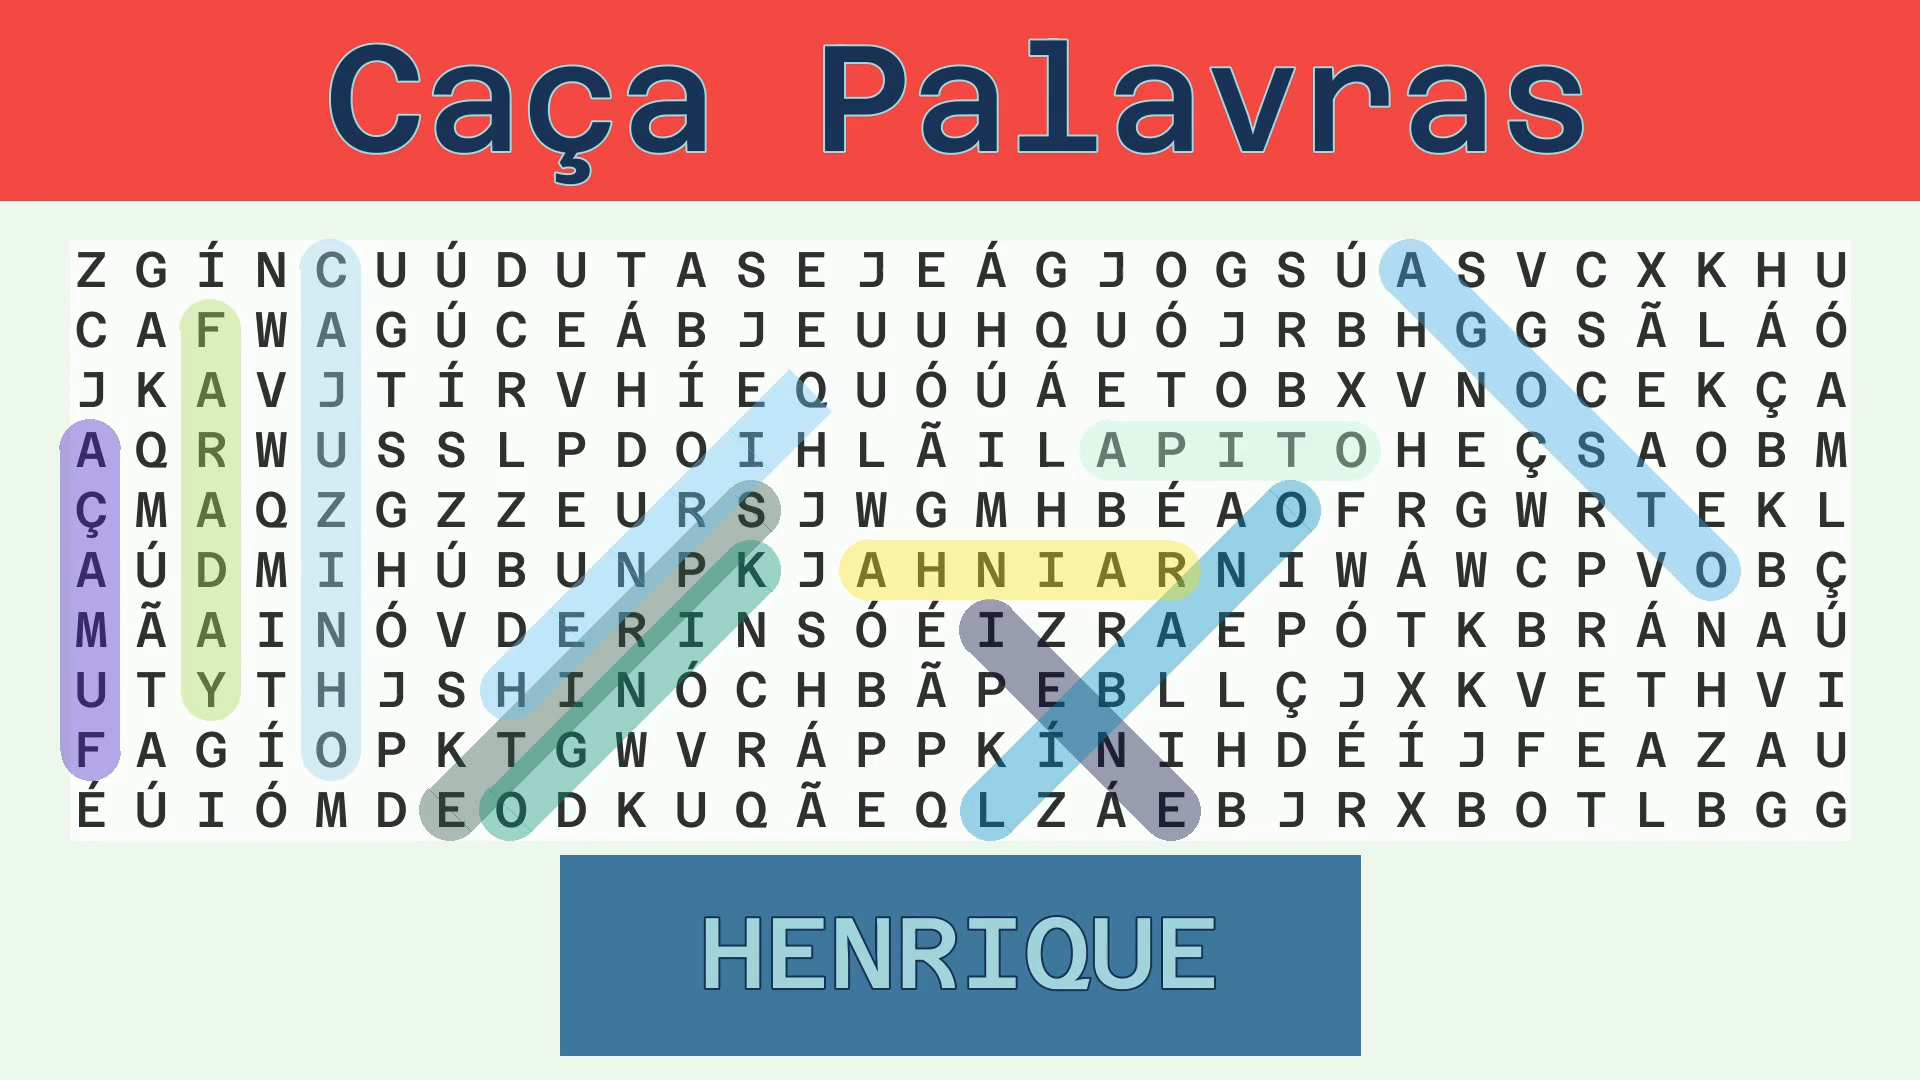 Caça Palavras
Z G Í N C U Ú D U T A S E J E Á G J O G S Ú A S V C X K H U
C A F W A G Ú C E Á B J E U U H Q U Ó J R B H G G S Ã L Á Ó
J K A V J T Í R V H Í E Q U Ó Ú Á E T O B X V N O C E K Ç A
A Q R W U S S L P D O I H L Ã I L A P I T O H E Ç S A O B M
Ç M A Q Z G Z Z E U R S J W G M H B É A O F R G W R T E K L
A Ú D M I H Ú B U N P K J A H N I A R N I W Á W C P V O B Ç
M Ã A I N Ó V D E R I N S Ó É I Z R A E P Ó T K B R Á N A Ú
U T Y T H J S H I N Ó C H B Ã P E B L L Ç J X K V E T H V I
F A G Í O P K T G W V R Á P P K Í N I H D É Í J F E A Z A U
É Ú I Ó M D E O D K U Q Ã E Q L Z Á E B J R X B O T L B G G
HENRIQUE